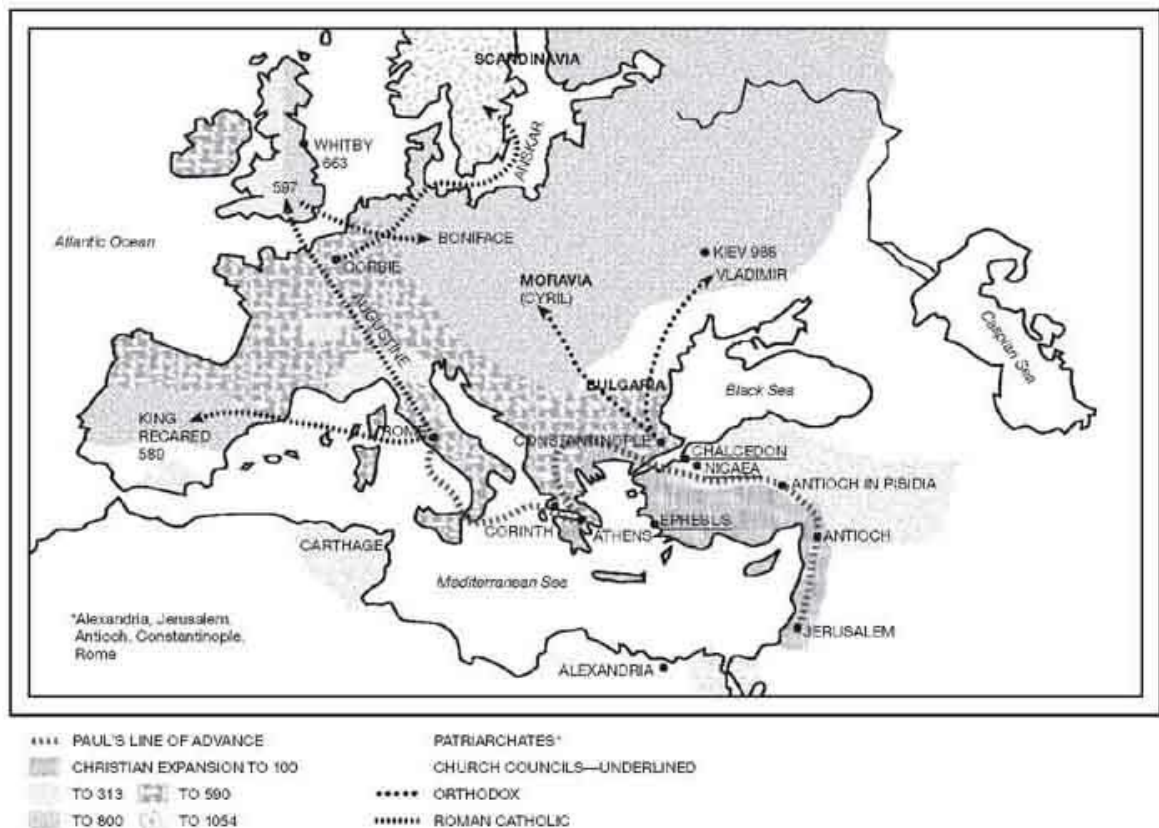 SCANDINAVIA
WHITBY
663
ANSKAR
597
Atlantic Ocean
BONIFACE
CORBIE
KIEV 988
VLADIMIR
MORAVIA
(CYRIL)
AUGUSTINE
Caspian Sea
BULGARIA
Black Sea
KING
RECARED
580
ROME
CONSTANTINOPLE
CHALCEDON
NICAEA
ANTIOCH IN PISIDIA
CORINTH
ATHENS
EPHESUS
ANTIOCH
CARTHAGE
Mediterranean Sea
*Alexandria, Jerusalem,
Antioch, Constantinople,
Rome
JERUSALEM
ALEXANDRIA
PAUL'S LINE OF ADVANCE
CHRISTIAN EXPANSION TO 100
TO 313 TO 590
TO 800 TO 1054
PATRIARCHATES*
CHURCH COUNCILS—UNDERLINED
ORTHODOX
ROMAN CATHOLIC